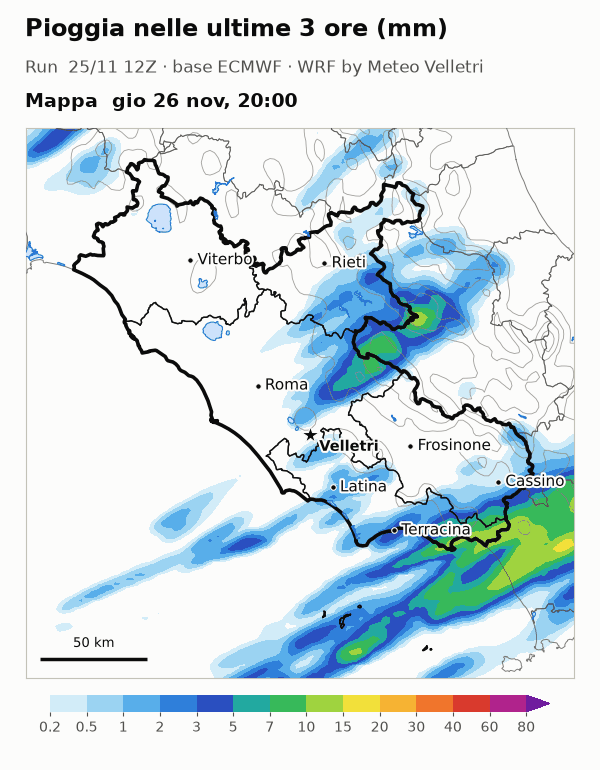 Pioggia nelle ultime 3 ore (mm)
Run  25/11 12Z · base ECMWF · WRF by Meteo Velletri
Mappa  gio 26 nov, 20:00
Viterbo
Rieti
Roma
Velletri
Frosinone
Latina
Cassino
Terracina
50 km
0.2 0.5 1 2 3 5 7 10 15 20 30 40 60 80